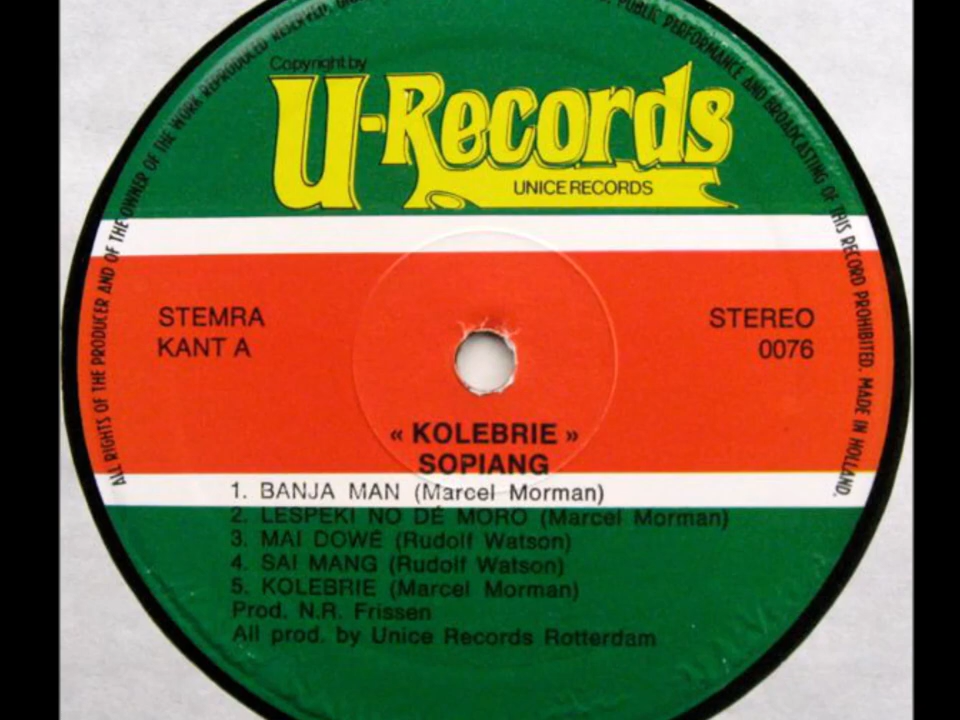 ALL RIGHTS OF THE PRODUCER AND OF THE OWNER OF THE WORK REPRODUCED RESERVED. PUBLIC PERFORMANCE AND BROADCASTING OF THIS RECORD PROHIBITED. MADE IN HOLLAND.
Copyright by
U-Records
UNICE RECORDS
STEMRA
KANT A
STEREO
0076
« KOLEBRIE »
SOPIANG
1. BANJA MAN (Marcel Morman)
2. LESPEKI NO DÉ MORO (Marcel Morman)
3. MAI DOWE (Rudolf Watson)
4. SAI MANG (Rudolf Watson)
5. KOLEBRIE (Marcel Morman)
Prod. N.R. Frissen
All prod. by Unice Records Rotterdam